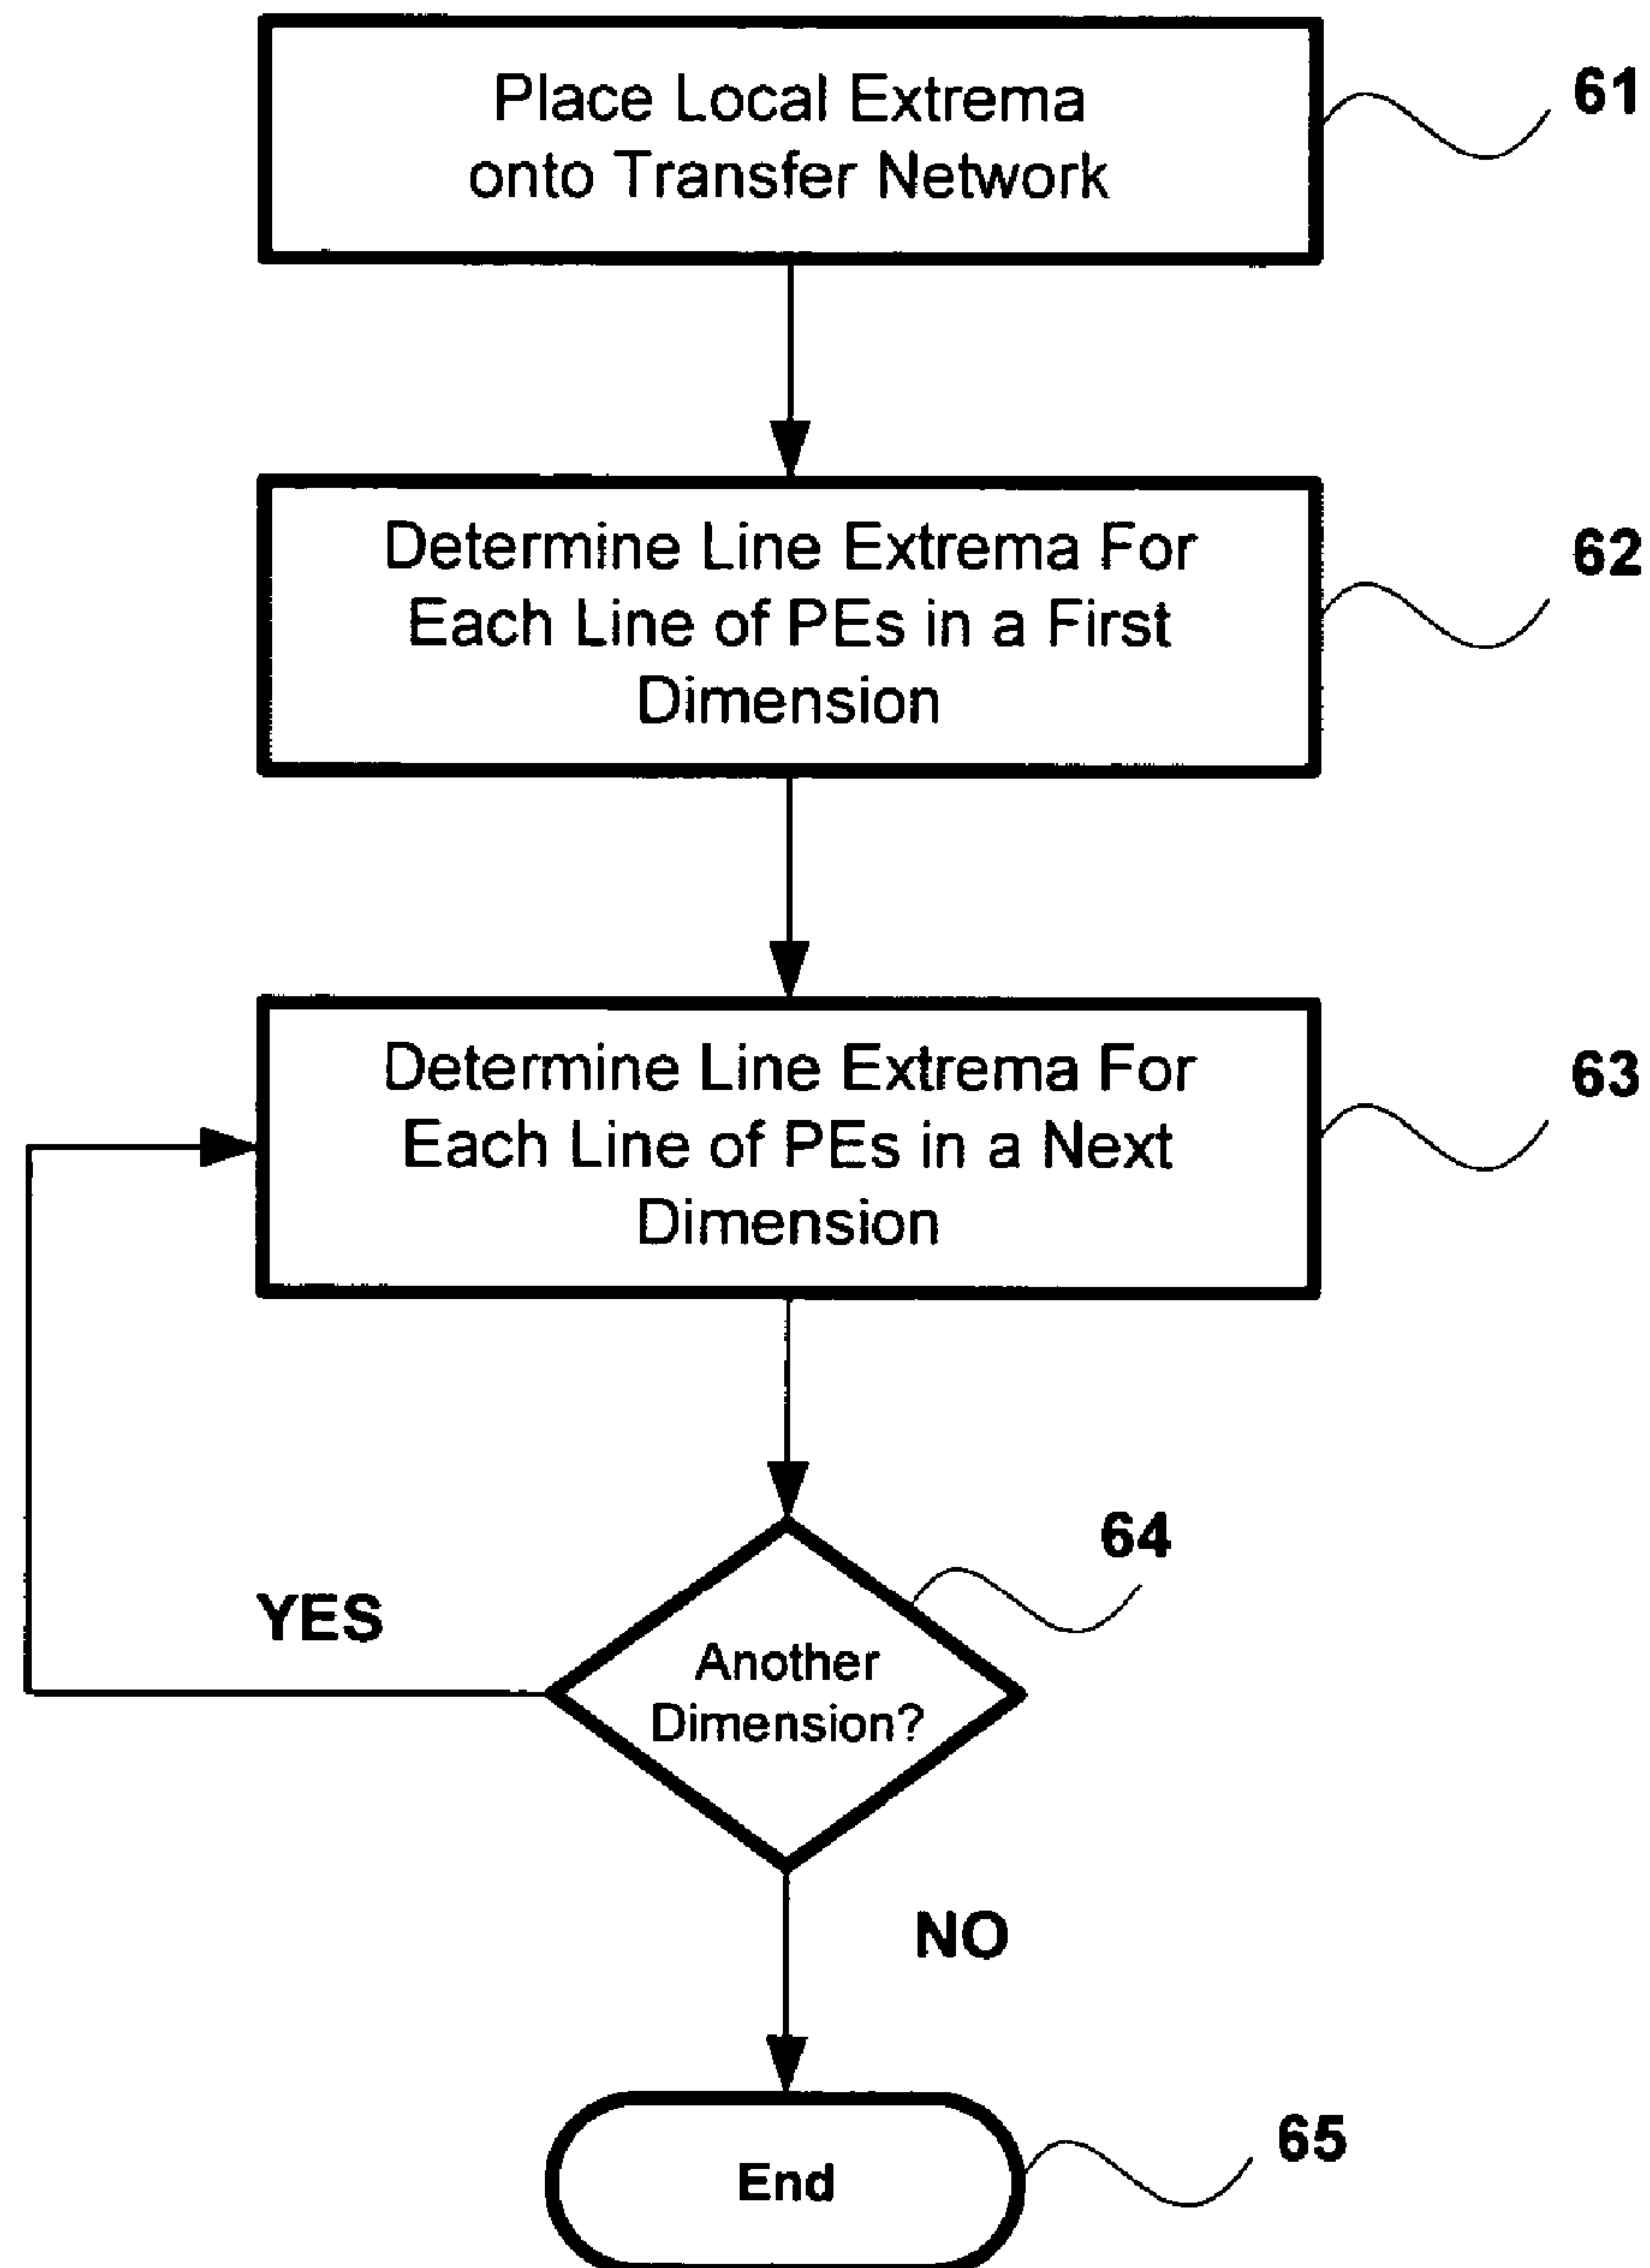 Place Local Extrema
onto Transfer Network
61
Determine Line Extrema For
Each Line of PEs in a First
Dimension
62
Determine Line Extrema For
Each Line of PEs in a Next
Dimension
63
64
YES
Another
Dimension?
NO
End
65